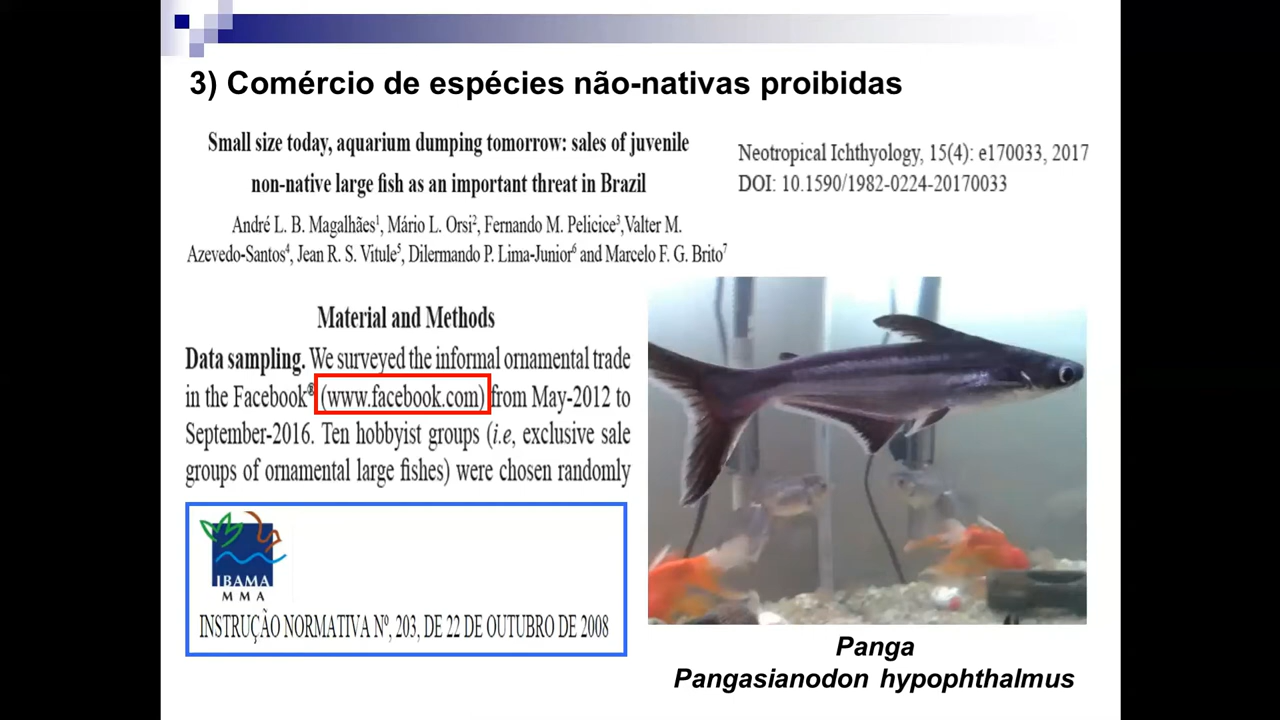 3) Comércio de espécies não-nativas proibidas
Small size today, aquarium dumping tomorrow: sales of juvenile
non-native large fish as an important threat in Brazil
André L. B. Magalhães1, Mário L. Orsi2, Fernando M. Pelicice3, Valter M.
Azevedo-Santos4, Jean R. S. Vitule5, Dilermando P. Lima-Junior6 and Marcelo F. G. Brito7
Neotropical Ichthyology, 15(4): e170033, 2017
DOI: 10.1590/1982-0224-20170033
Material and Methods
Data sampling. We surveyed the informal ornamental trade
in the Facebook® (www.facebook.com) from May-2012 to
September-2016. Ten hobbyist groups (i.e, exclusive sale
groups of ornamental large fishes) were chosen randomly
IBAMA
MMA
INSTRUÇÃO NORMATIVA Nº, 203, DE 22 DE OUTUBRO DE 2008
Panga
Pangasianodon hypophthalmus